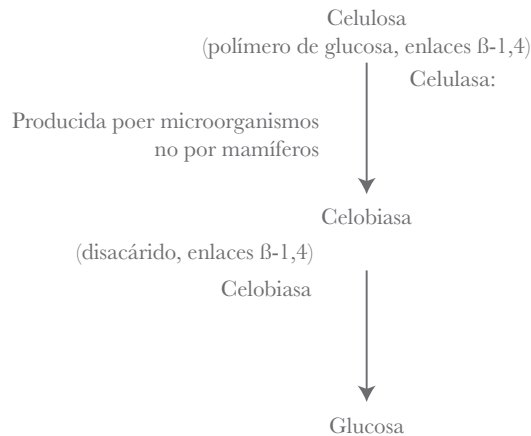 Celulosa
(polímero de glucosa, enlaces ß-1,4)
Celulasa:
Producida poer microorganismos
no por mamíferos
Celobiasa
(disacárido, enlaces ß-1,4)
Celobiasa
Glucosa